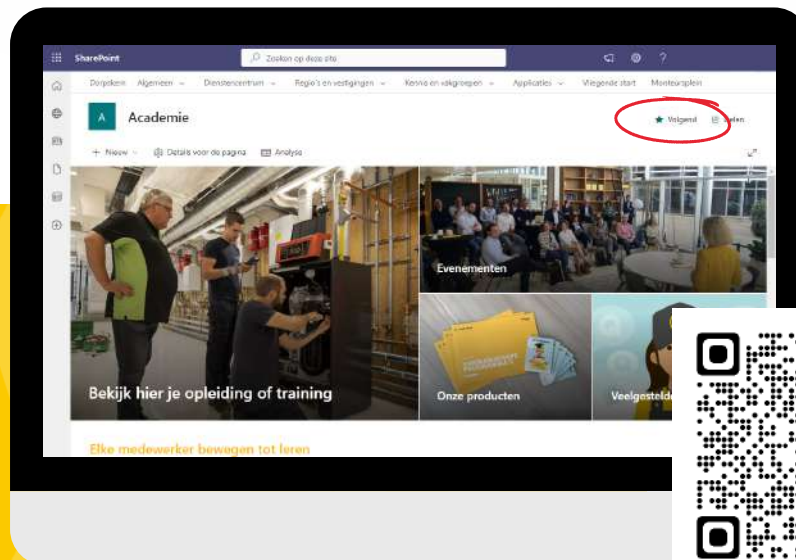 SharePoint
Zoeken op deze site
Dorpskern Algemeen Dienstencentrum Regio's en vestigingen Kennis en vakgroepen Applicaties Vliegende start Monteursplein
A Academie
Volgend Delen
+ Nieuw Details voor de pagina Analyse
Evenementen
Bekijk hier je opleiding of training
Onze producten
Elke medewerker bewegen tot leren